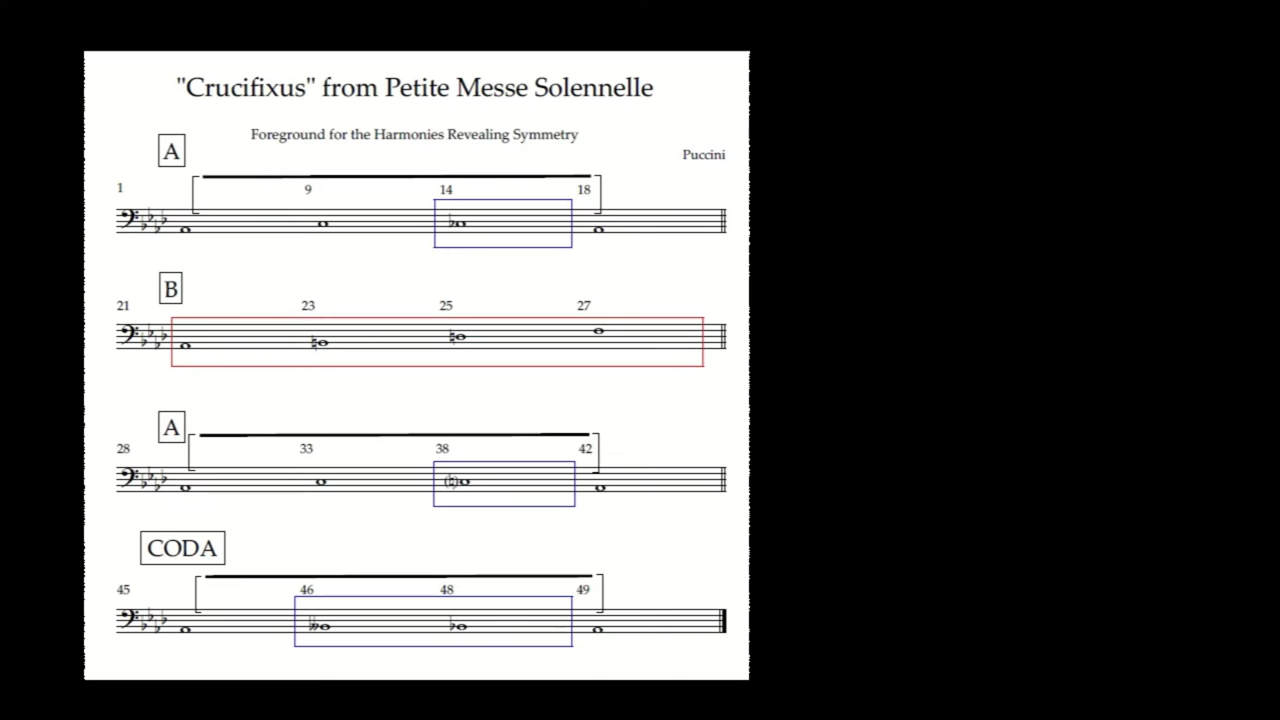 "Crucifixus" from Petite Messe Solennelle
Foreground for the Harmonies Revealing Symmetry
Puccini
A
1 9 14 18
B
21 23 25 27
A
28 33 38 42
CODA
45 46 48 49